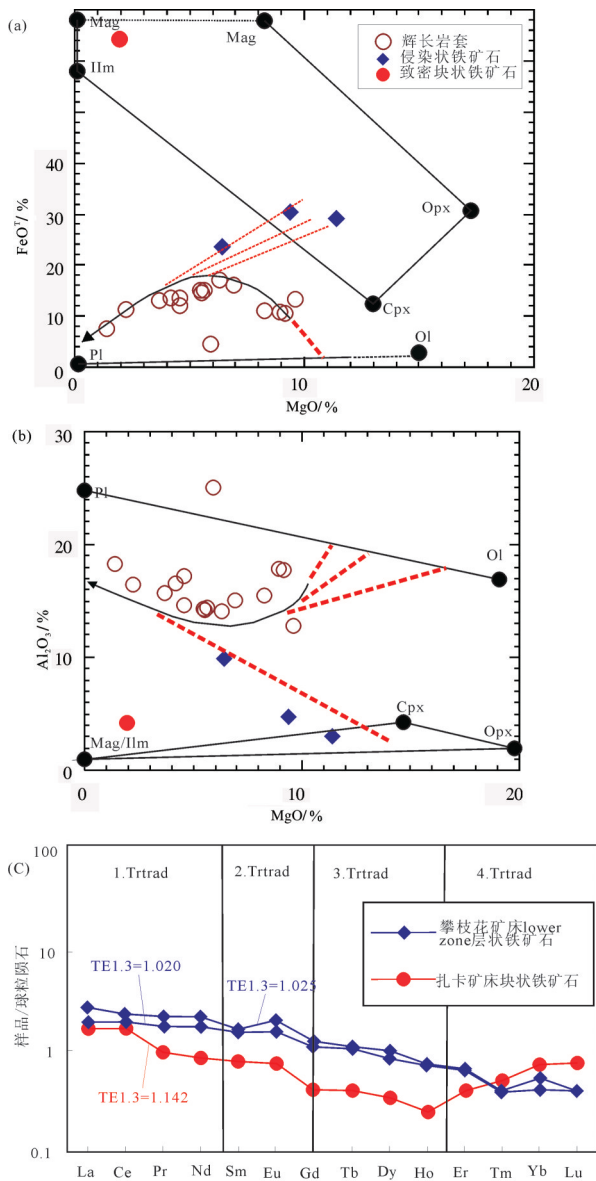 (a)
Mag
Mag
IIm
辉长岩套
侵染状铁矿石
致密块状铁矿石
40
30
20
10
0
FeOᵀ/%
Opx
Cpx
Ol
Pl
0
10
20
MgO/%
(b)
30
20
10
0
Al₂O₃/%
Pl
Ol
Cpx
Opx
Mag/Ilm
0
10
20
MgO/%
(C)
100
10
1
0.1
样品/球粒陨石
1.Trtrad
2.Trtrad
3.Trtrad
4.Trtrad
攀枝花矿床lower
zone层状铁矿石
扎卡矿床块状铁矿石
TE1.3=1.020
TE1.3=1.025
TE1.3=1.142
La Ce Pr Nd Sm Eu Gd Tb Dy Ho Er Tm Yb Lu